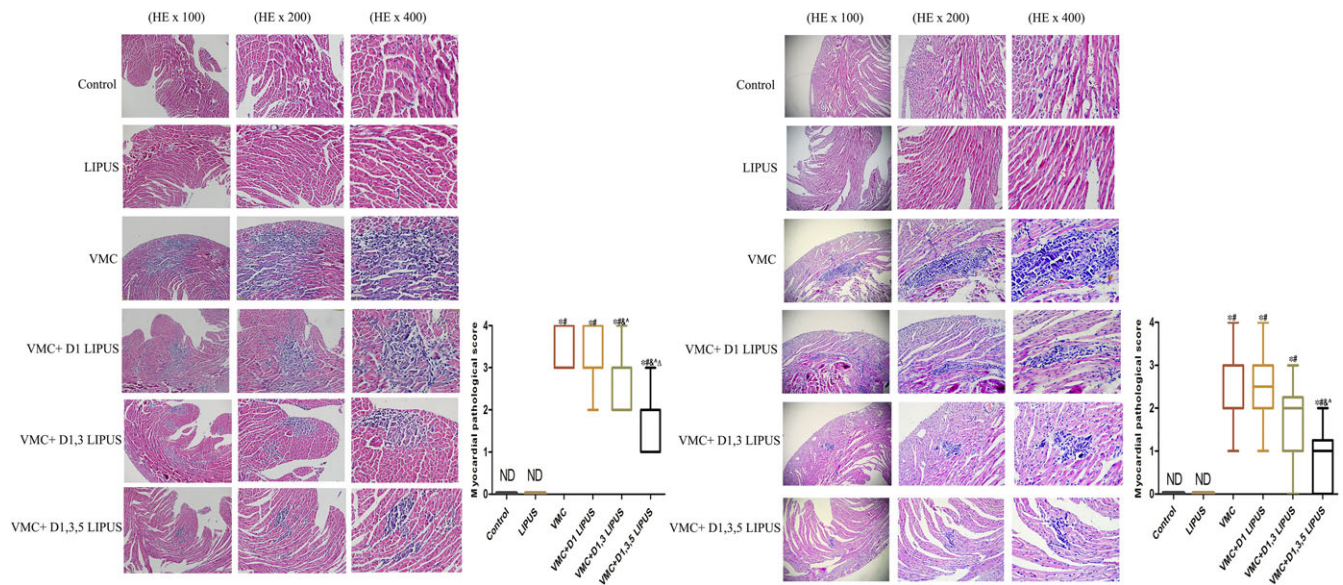 (HE x 100) (HE x 200) (HE x 400)
Control
LIPUS
VMC
VMC+ D1 LIPUS
VMC+ D1,3 LIPUS
VMC+ D1,3,5 LIPUS
Myocardial pathological score
4
3
2
1
0
ND ND
*# *# *#&^ *#&^△
Control LIPUS VMC VMC+D1 LIPUS VMC+D1,3 LIPUS VMC+D1,3,5 LIPUS
(HE x 100) (HE x 200) (HE x 400)
Control
LIPUS
VMC
VMC+ D1 LIPUS
VMC+ D1,3 LIPUS
VMC+ D1,3,5 LIPUS
Myocardial pathological score
4
3
2
1
0
ND ND
*# *# *# *#&^
Control LIPUS VMC VMC+D1 LIPUS VMC+D1,3 LIPUS VMC+D1,3,5 LIPUS